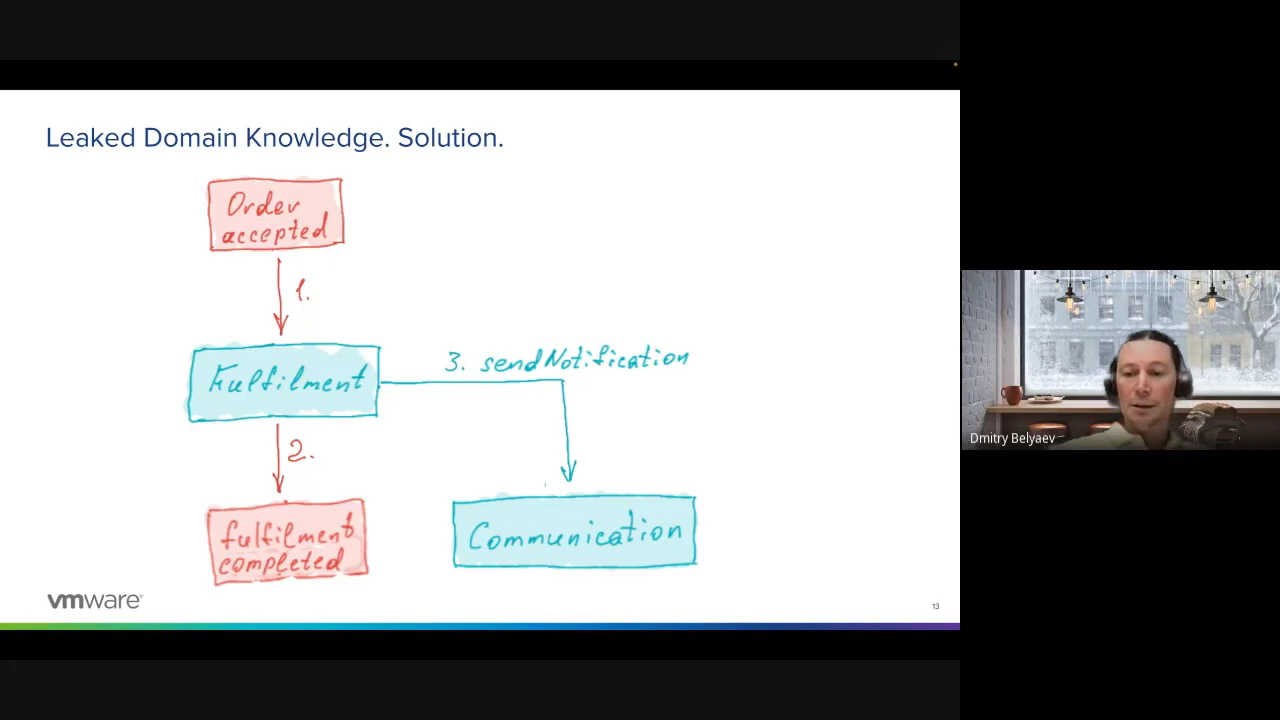 Leaked Domain Knowledge. Solution.
Order
accepted
1.
Fulfilment
3. sendNotification
2.
fulfilment
completed
Communication
vmware®
13
Dmitry Belyaev